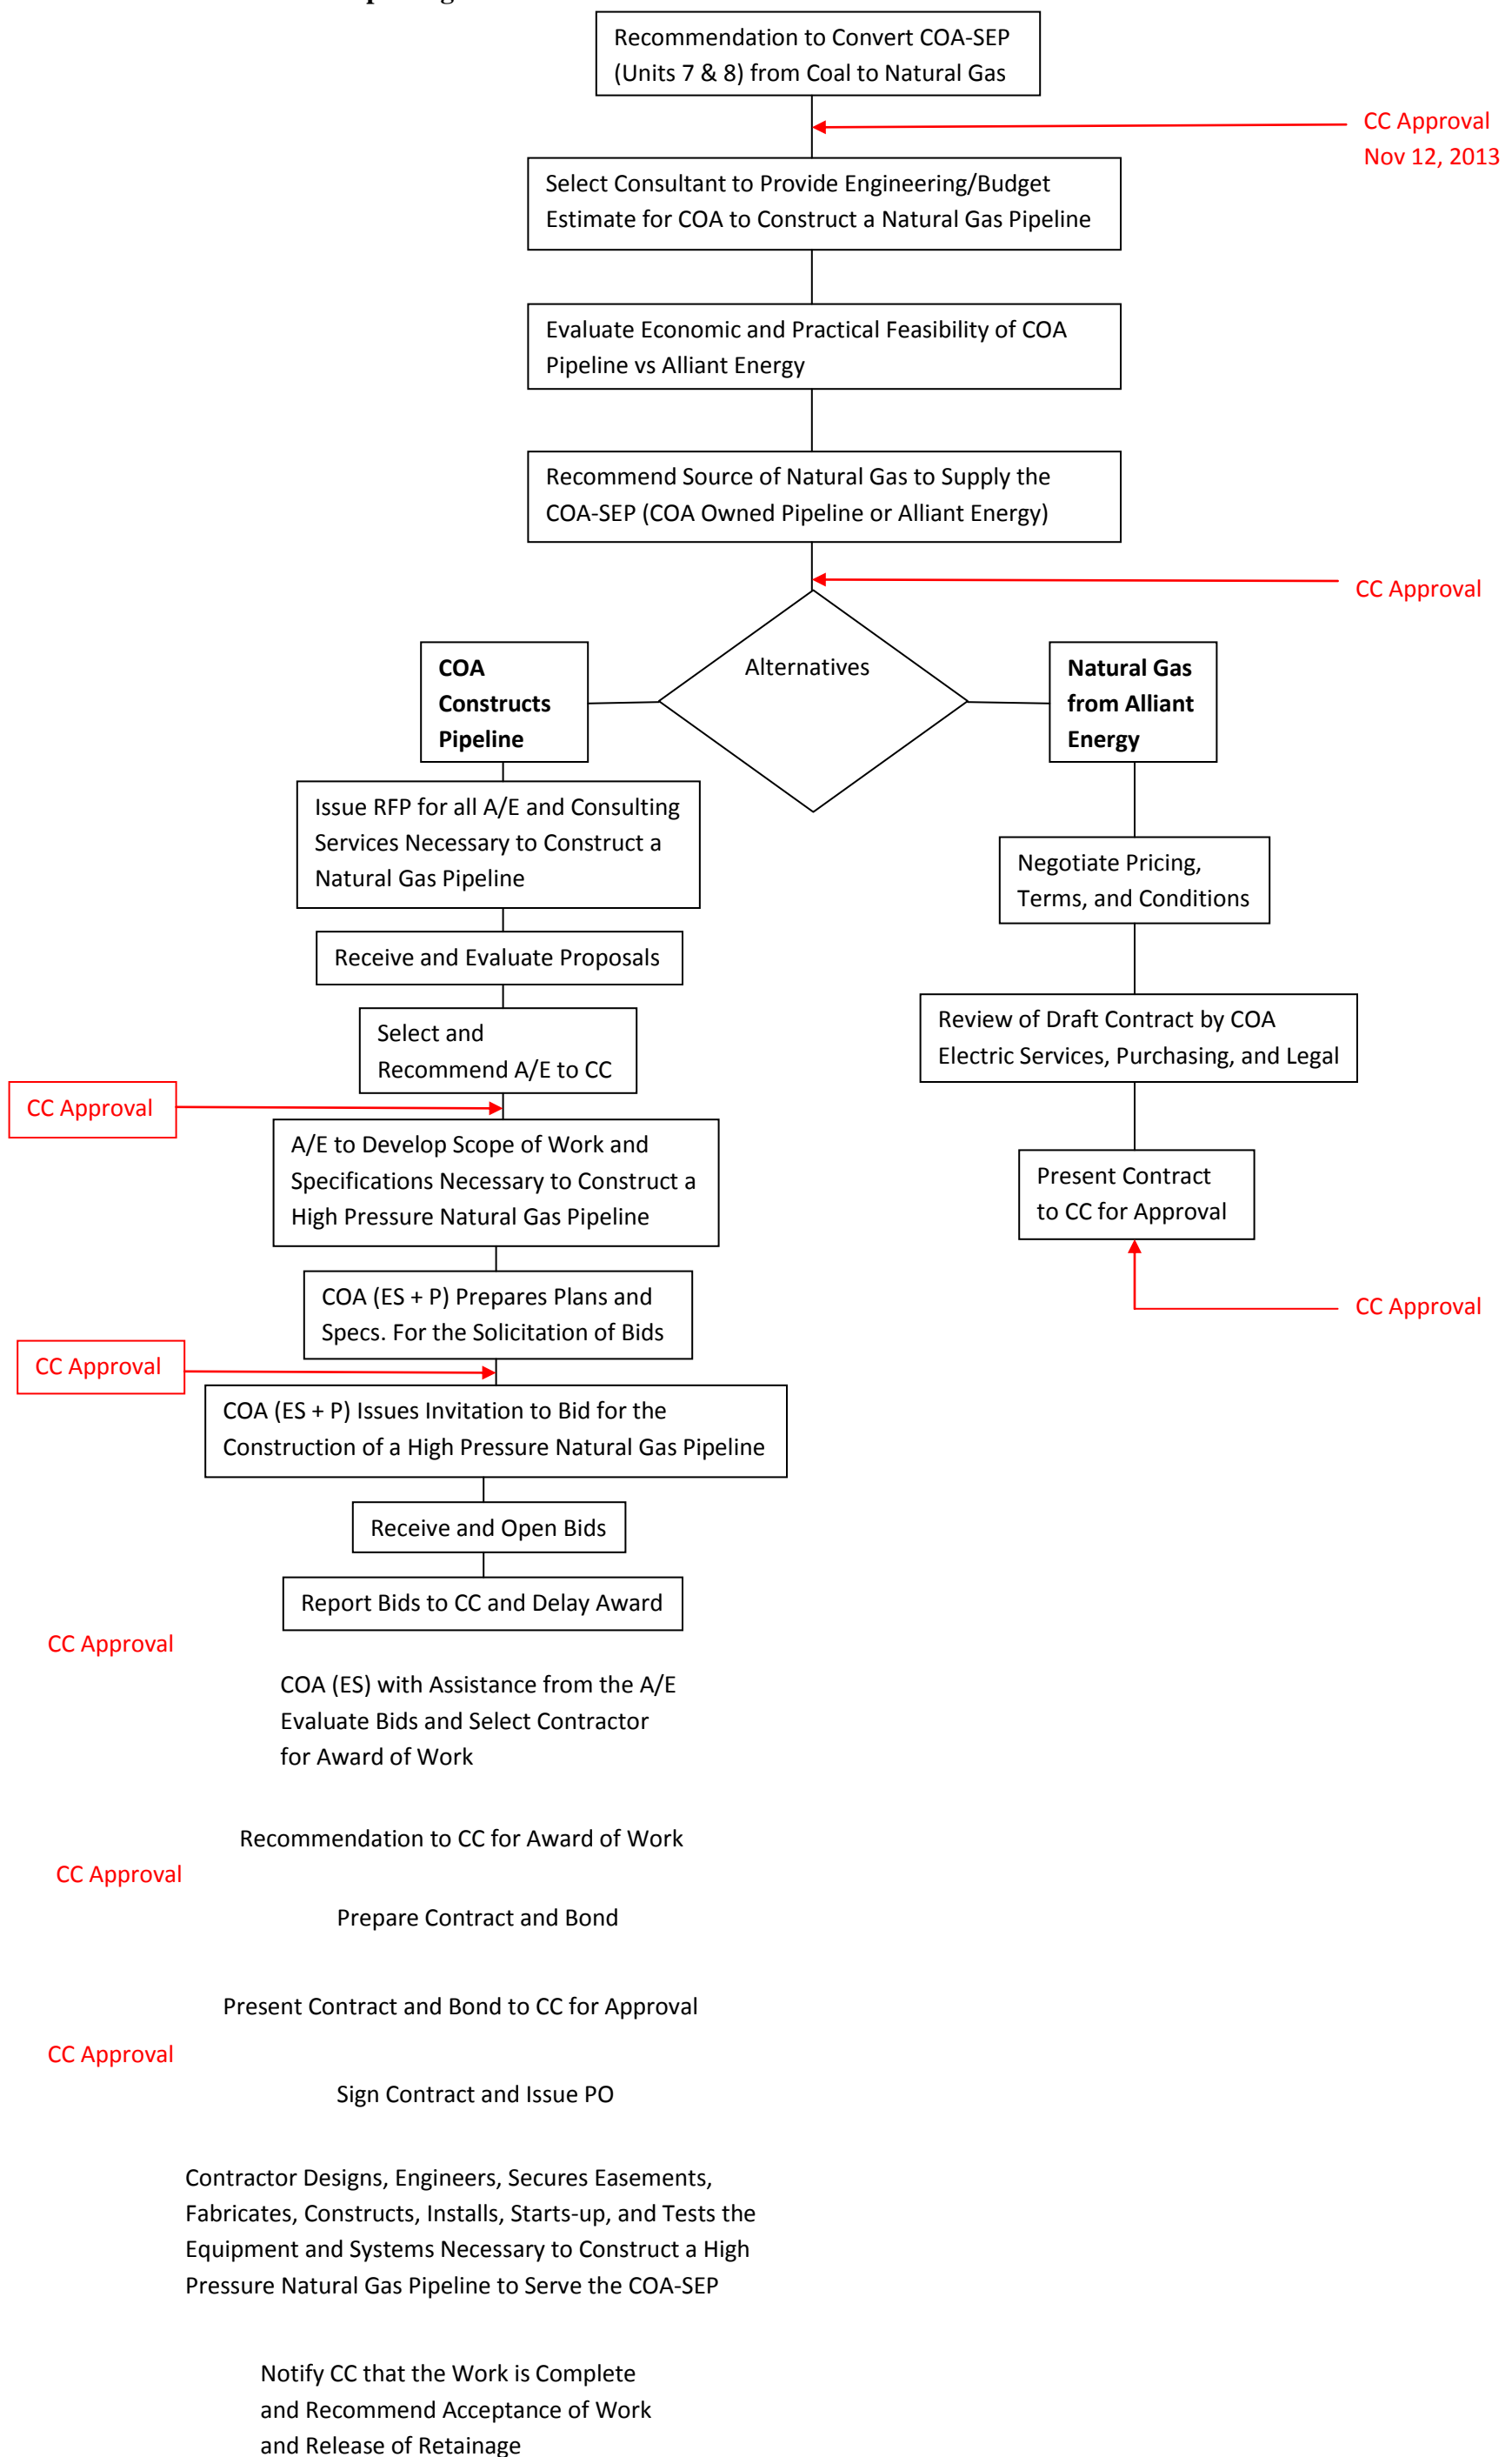 Recommendation to Convert COA-SEP
(Units 7 & 8) from Coal to Natural Gas
CC Approval
Nov 12, 2013
Select Consultant to Provide Engineering/Budget
Estimate for COA to Construct a Natural Gas Pipeline
Evaluate Economic and Practical Feasibility of COA
Pipeline vs Alliant Energy
Recommend Source of Natural Gas to Supply the
COA-SEP (COA Owned Pipeline or Alliant Energy)
CC Approval
Alternatives
COA
Constructs
Pipeline
Natural Gas
from Alliant
Energy
Issue RFP for all A/E and Consulting
Services Necessary to Construct a
Natural Gas Pipeline
Negotiate Pricing,
Terms, and Conditions
Receive and Evaluate Proposals
Select and
Recommend A/E to CC
Review of Draft Contract by COA
Electric Services, Purchasing, and Legal
CC Approval
A/E to Develop Scope of Work and
Specifications Necessary to Construct a
High Pressure Natural Gas Pipeline
Present Contract
to CC for Approval
COA (ES + P) Prepares Plans and
Specs. For the Solicitation of Bids
CC Approval
CC Approval
COA (ES + P) Issues Invitation to Bid for the
Construction of a High Pressure Natural Gas Pipeline
Receive and Open Bids
Report Bids to CC and Delay Award
CC Approval
COA (ES) with Assistance from the A/E
Evaluate Bids and Select Contractor
for Award of Work
Recommendation to CC for Award of Work
CC Approval
Prepare Contract and Bond
Present Contract and Bond to CC for Approval
CC Approval
Sign Contract and Issue PO
Contractor Designs, Engineers, Secures Easements,
Fabricates, Constructs, Installs, Starts-up, and Tests the
Equipment and Systems Necessary to Construct a High
Pressure Natural Gas Pipeline to Serve the COA-SEP
Notify CC that the Work is Complete
and Recommend Acceptance of Work
and Release of Retainage